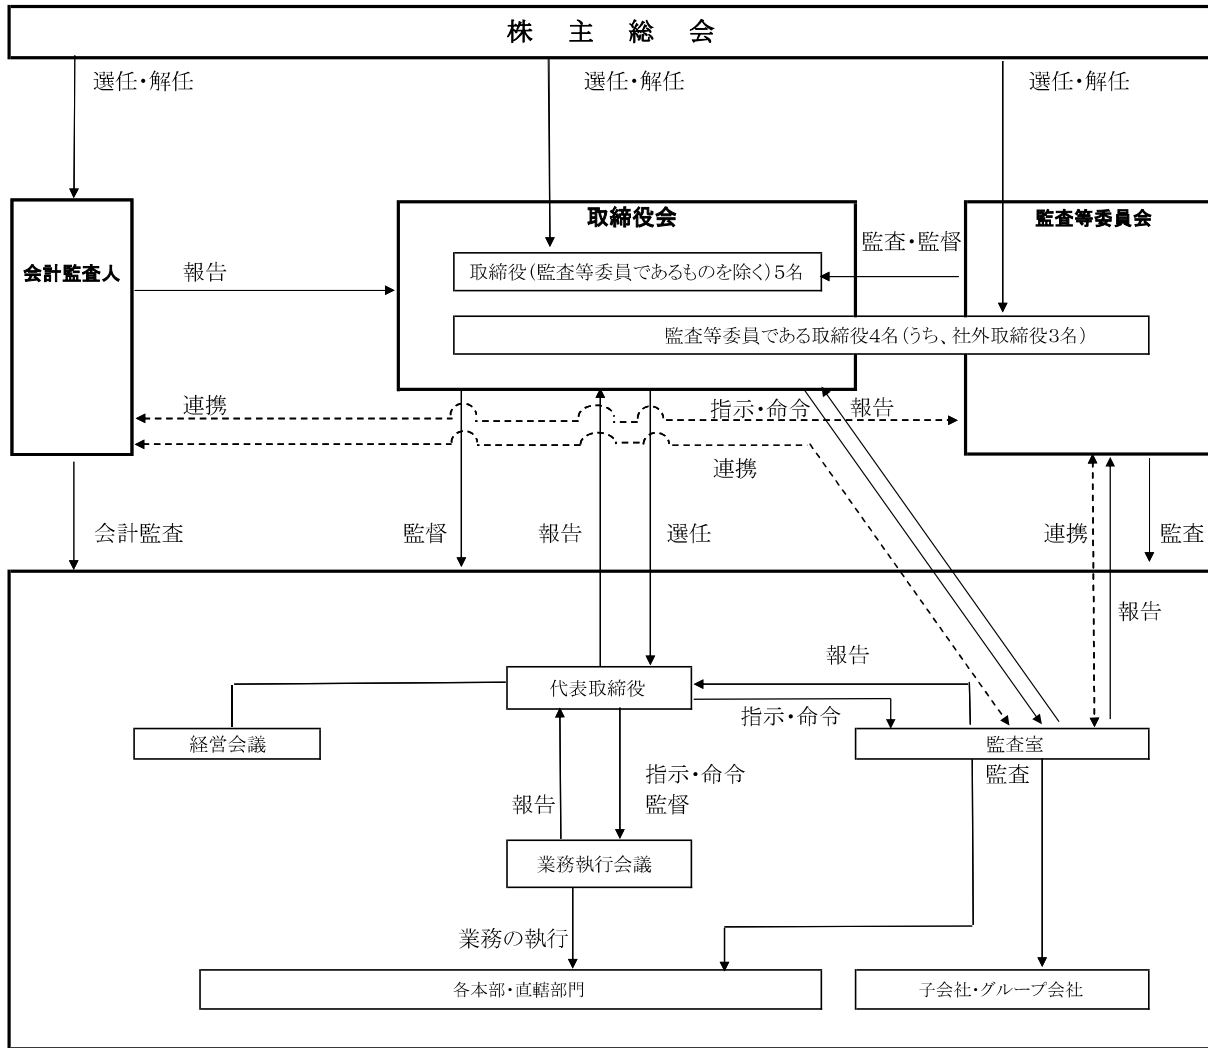 株主総会
選任・解任
選任・解任
選任・解任
取締役会
監査等委員会
監査・監督
会計監査人
報告
取締役(監査等委員であるものを除く)5名
監査等委員である取締役4名(うち、社外取締役3名)
連携
指示・命令
報告
連携
会計監査
監督
報告
選任
連携
監査
報告
報告
代表取締役
指示・命令
経営会議
監査室
監査
指示・命令
監督
報告
業務執行会議
業務の執行
各本部・直轄部門
子会社・グループ会社